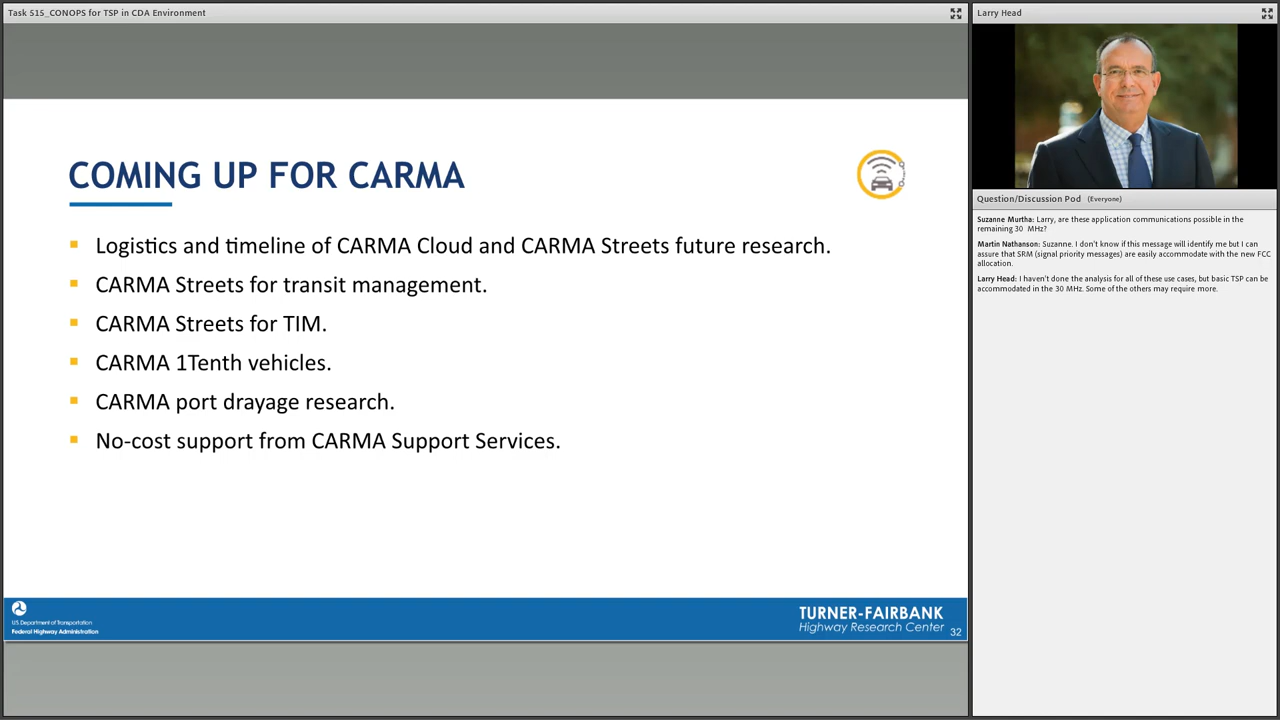 Task 515_CONOPS for TSP in CDA Environment
COMING UP FOR CARMA
Logistics and timeline of CARMA Cloud and CARMA Streets future research.
CARMA Streets for transit management.
CARMA Streets for TIM.
CARMA 1Tenth vehicles.
CARMA port drayage research.
No-cost support from CARMA Support Services.
U.S. Department of Transportation
Federal Highway Administration
TURNER-FAIRBANK
Highway Research Center
32
Larry Head
Question/Discussion Pod (Everyone)
Suzanne Murtha: Larry, are these application communications possible in the
remaining 30 MHz?
Martin Nathanson: Suzanne. I don't know if this message will identify me but I can
assure that SRM (signal priority messages) are easily accommodate with the new FCC
allocation.
Larry Head: I haven't done the analysis for all of these use cases, but basic TSP can be
accommodated in the 30 MHz. Some of the others may require more.